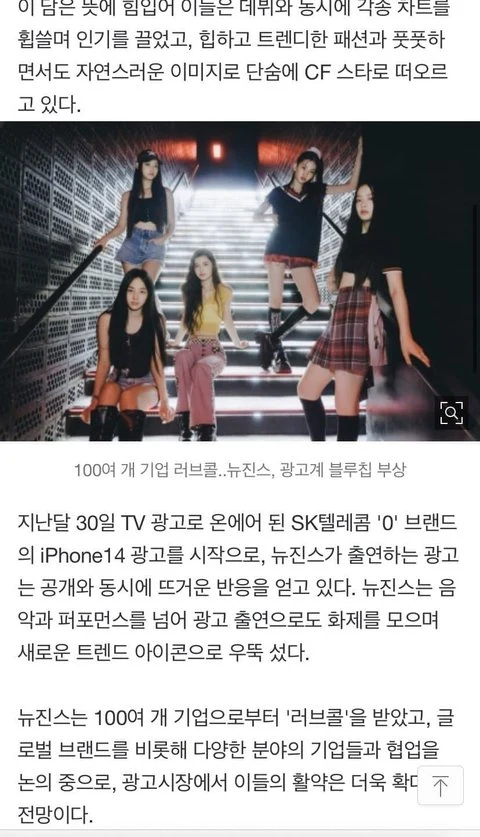 이 담은 뜻에 힘입어 이들은 데뷔와 동시에 각종 차트를
휩쓸며 인기를 끌었고, 힙하고 트렌디한 패션과 풋풋하
면서도 자연스러운 이미지로 단숨에 CF 스타로 떠오르
고 있다.
100여 개 기업 러브콜..뉴진스, 광고계 블루칩 부상
지난달 30일 TV 광고로 온에어 된 SK텔레콤 '0' 브랜드
의 iPhone14 광고를 시작으로, 뉴진스가 출연하는 광고
는 공개와 동시에 뜨거운 반응을 얻고 있다. 뉴진스는 음
악과 퍼포먼스를 넘어 광고 출연으로도 화제를 모으며
새로운 트렌드 아이콘으로 우뚝 섰다.
뉴진스는 100여 개 기업으로부터 '러브콜'을 받았고, 글
로벌 브랜드를 비롯해 다양한 분야의 기업들과 협업을
논의 중으로, 광고시장에서 이들의 활약은 더욱 확
전망이다.